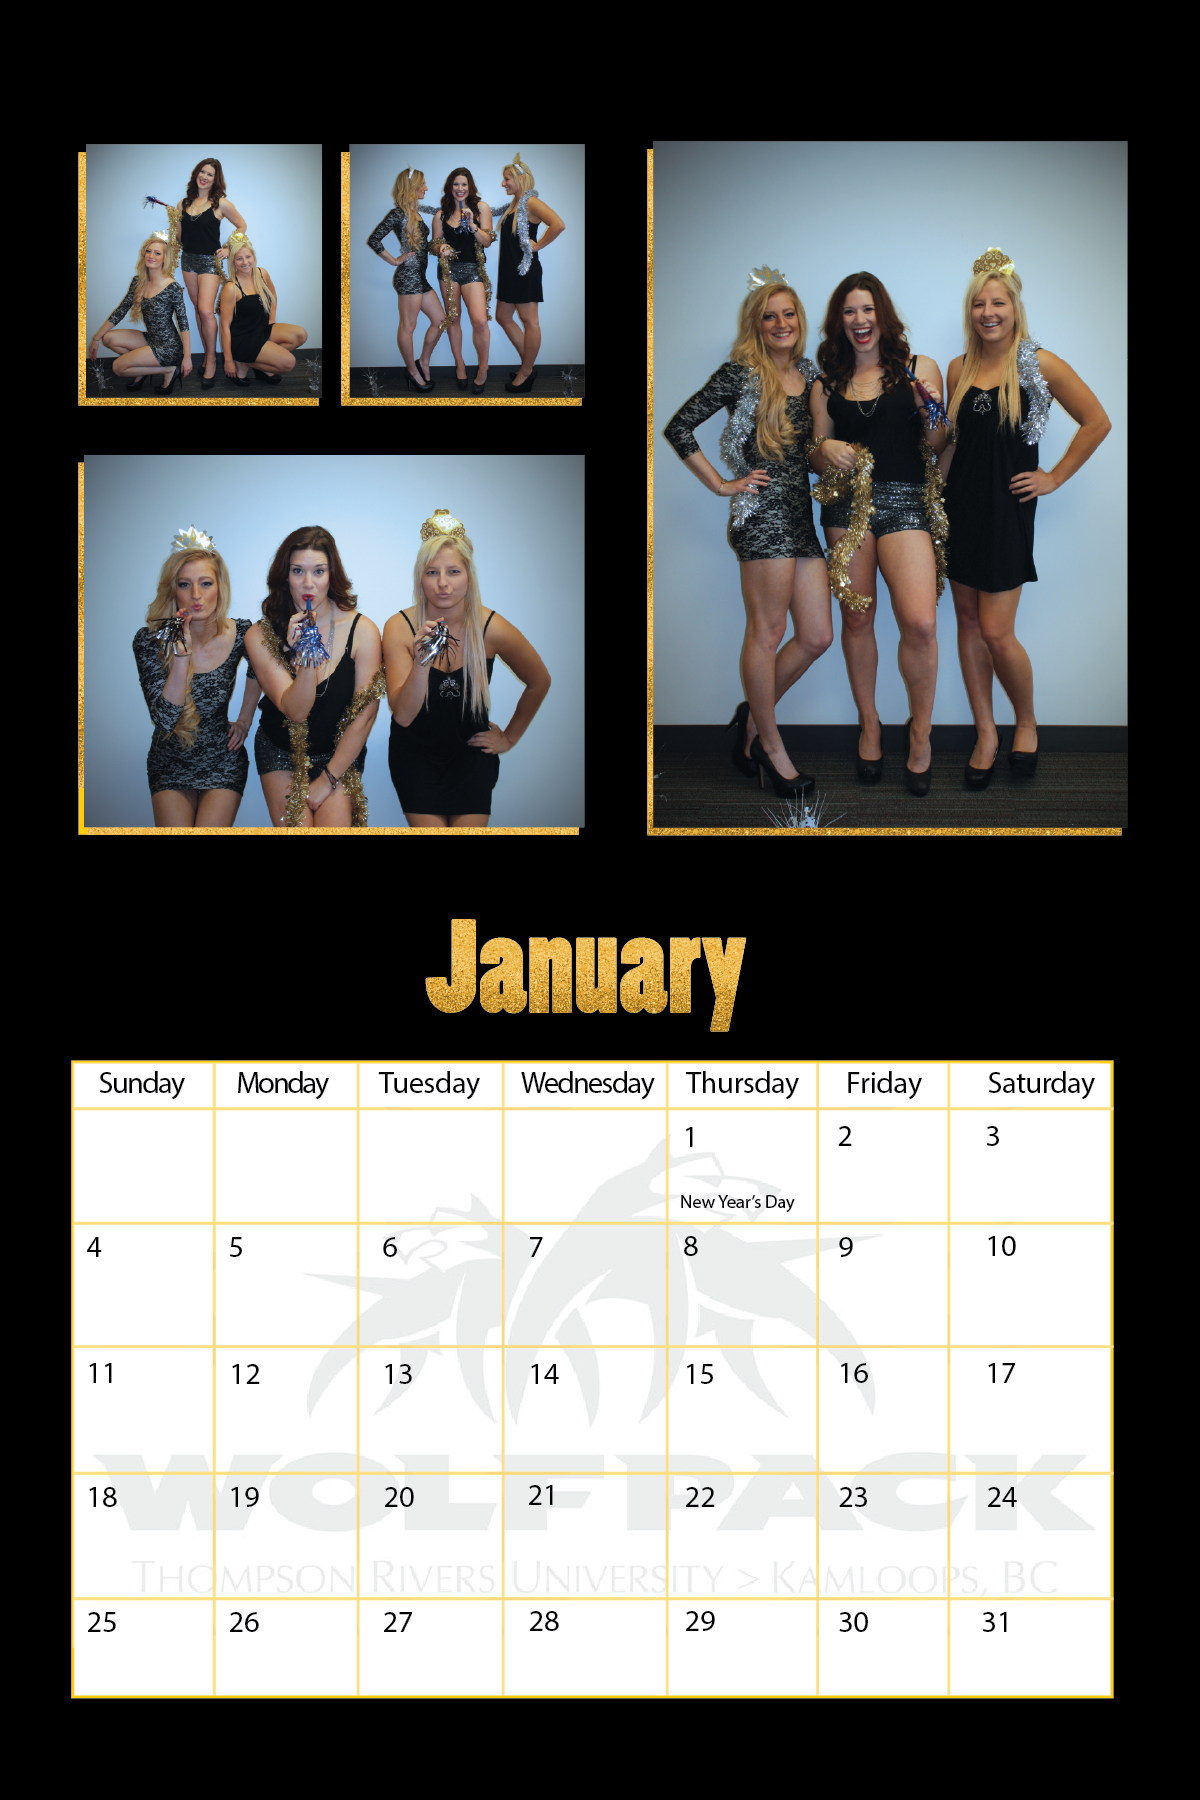 January
Sunday Monday Tuesday Wednesday Thursday Friday Saturday
1 2 3
New Year's Day
4 5 6 7 8 9 10
11 12 13 14 15 16 17
WOLFPACK
18 19 20 21 22 23 24
THOMPSON RIVERS UNIVERSITY > KAMLOOPS, BC
25 26 27 28 29 30 31